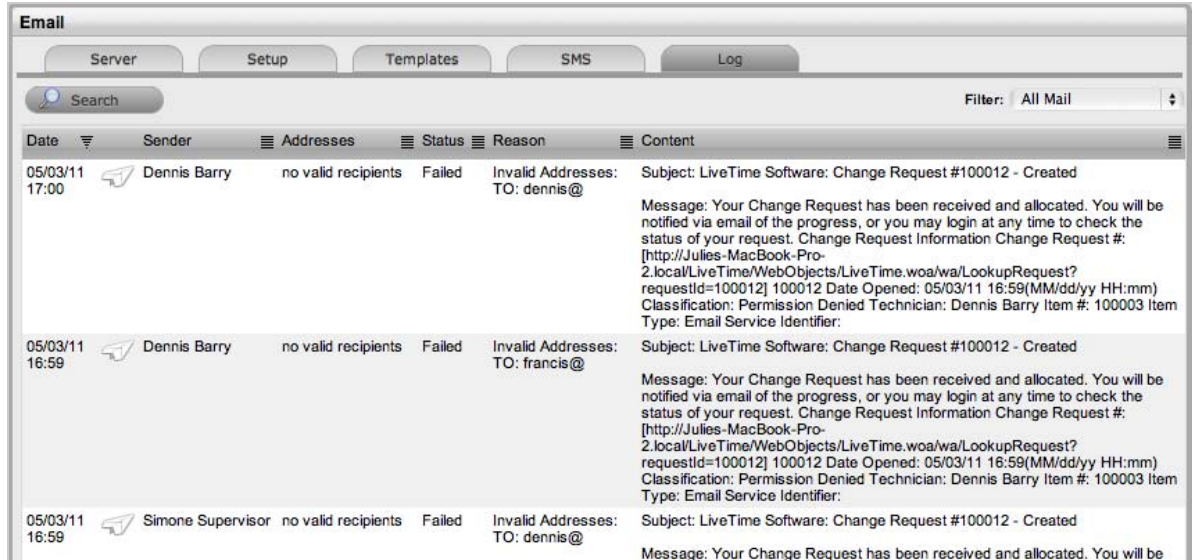 Email
Server Setup Templates SMS Log
Search Filter: All Mail
Date Sender Addresses Status Reason Content
05/03/11 Dennis Barry no valid recipients Failed Invalid Addresses: Subject: LiveTime Software: Change Request #100012 - Created
17:00 TO: dennis@
Message: Your Change Request has been received and allocated. You will be
notified via email of the progress, or you may login at any time to check the
status of your request. Change Request Information Change Request #:
[http://Julies-MacBook-Pro-
2.local/LiveTime/WebObjects/LiveTime.woa/wa/LookupRequest?
requestId=100012] 100012 Date Opened: 05/03/11 16:59(MM/dd/yy HH:mm)
Classification: Permission Denied Technician: Dennis Barry Item #: 100003 Item
Type: Email Service Identifier:
05/03/11 Dennis Barry no valid recipients Failed Invalid Addresses: Subject: LiveTime Software: Change Request #100012 - Created
16:59 TO: francis@
Message: Your Change Request has been received and allocated. You will be
notified via email of the progress, or you may login at any time to check the
status of your request. Change Request Information Change Request #:
[http://Julies-MacBook-Pro-
2.local/LiveTime/WebObjects/LiveTime.woa/wa/LookupRequest?
requestId=100012] 100012 Date Opened: 05/03/11 16:59(MM/dd/yy HH:mm)
Classification: Permission Denied Technician: Dennis Barry Item #: 100003 Item
Type: Email Service Identifier:
05/03/11 Simone Supervisor no valid recipients Failed Invalid Addresses: Subject: LiveTime Software: Change Request #100012 - Created
16:59 TO: dennis@
Message: Your Change Request has been received and allocated. You will be